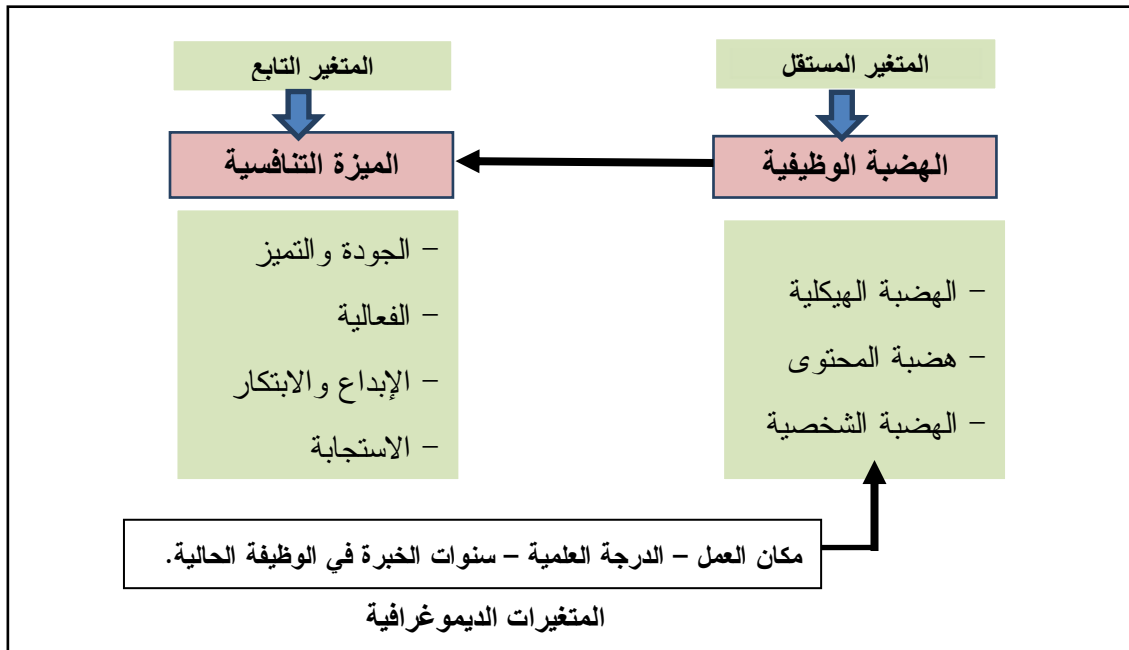 المتغير المستقل
المتغير التابع
الهضبة الوظيفية
الميزة التنافسية
– الهضبة الهيكلية
– هضبة المحتوى
– الهضبة الشخصية
– الجودة والتميز
– الفعالية
– الإبداع والابتكار
– الاستجابة
مكان العمل – الدرجة العلمية – سنوات الخبرة في الوظيفة الحالية.
المتغيرات الديموغرافية